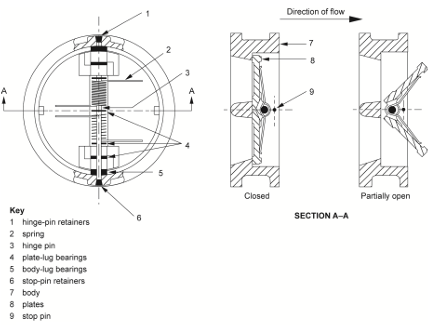 Direction of flow
1
2
3
4
5
6
7
8
9
A
A
Closed
Partially open
SECTION A–A
Key
1 hinge-pin retainers
2 spring
3 hinge pin
4 plate-lug bearings
5 body-lug bearings
6 stop-pin retainers
7 body
8 plates
9 stop pin